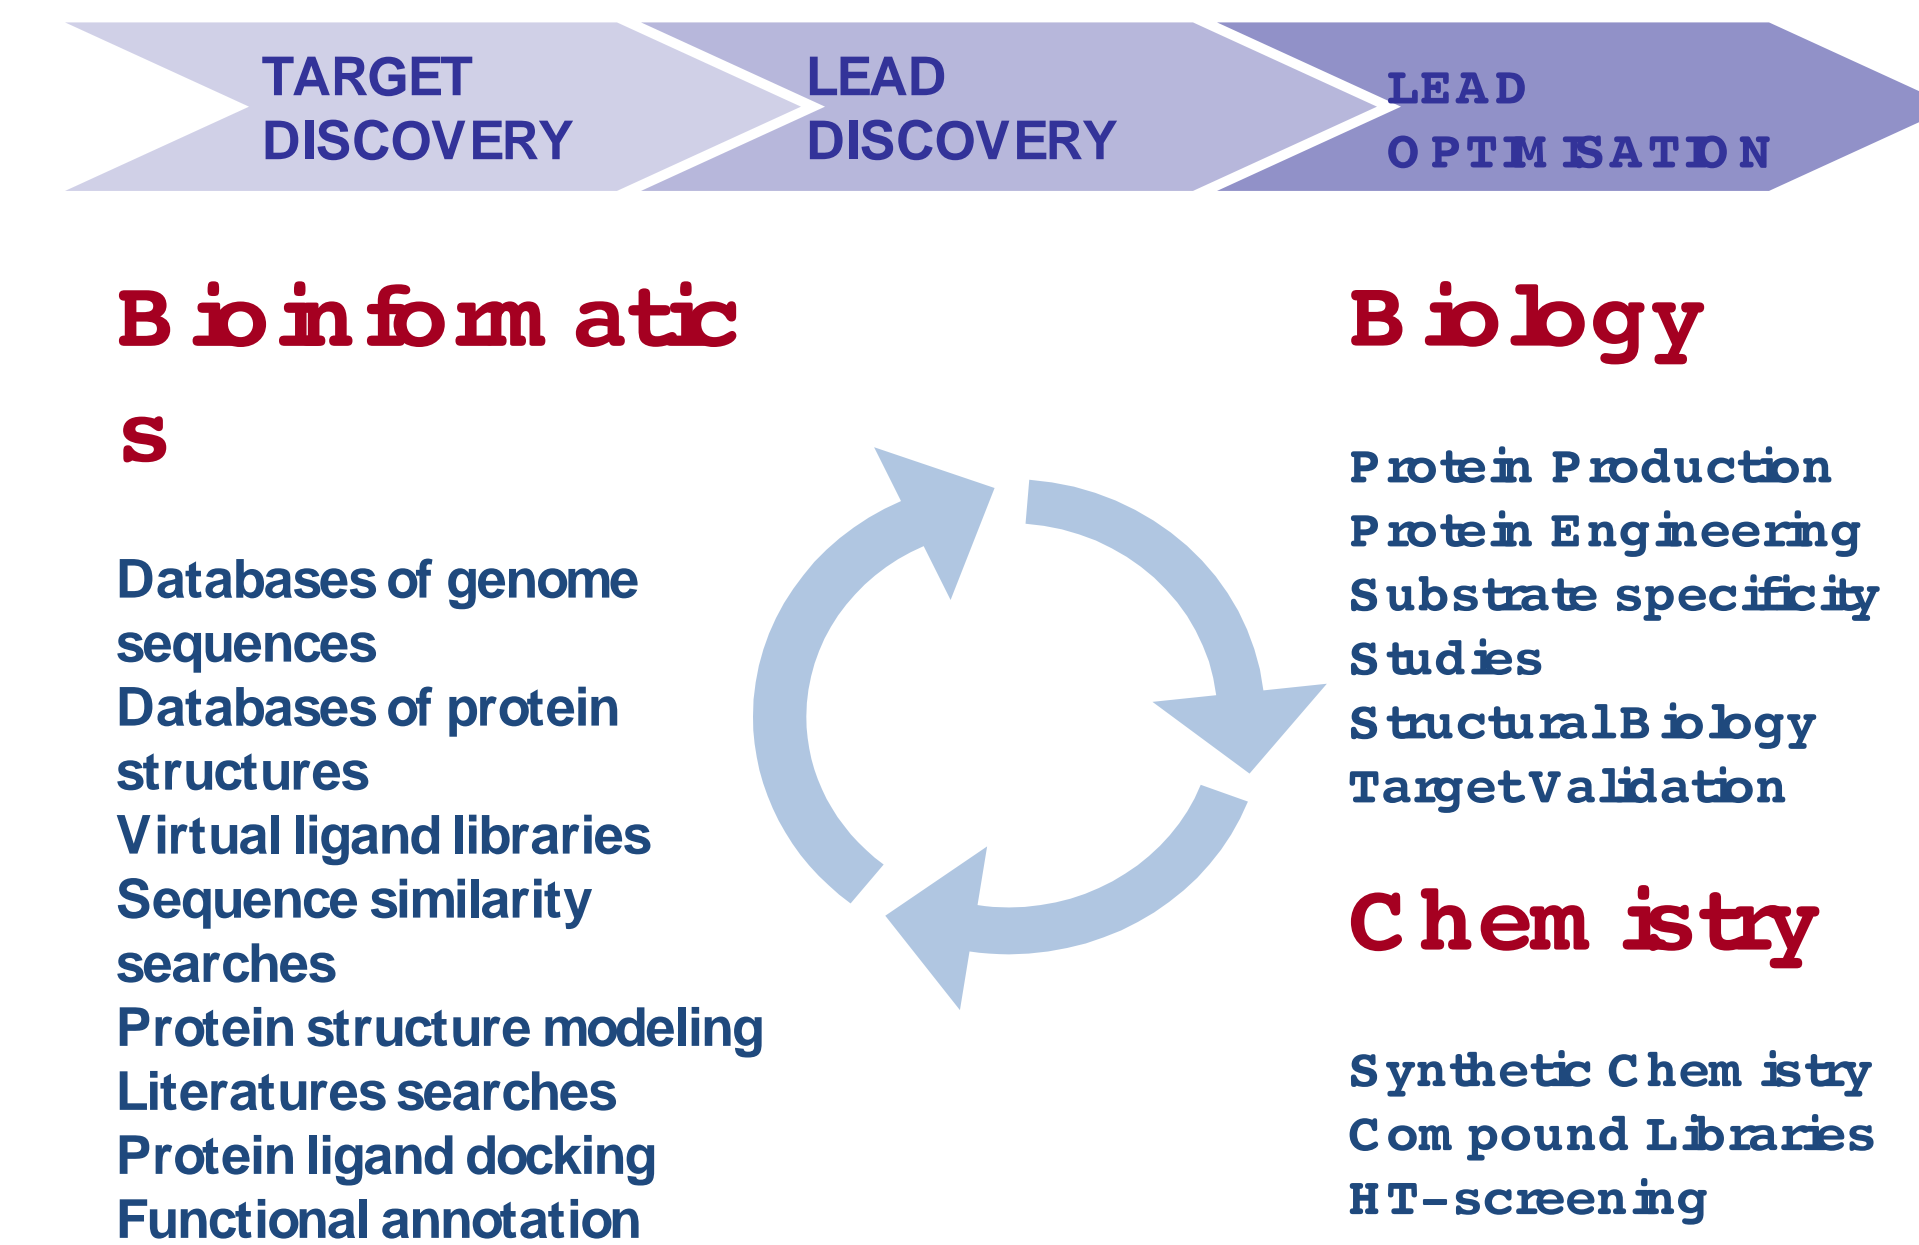 TARGET
DISCOVERY
LEAD
DISCOVERY
LEAD
OPTIMISATION
Bioinformatic
s
Databases of genome
sequences
Databases of protein
structures
Virtual ligand libraries
Sequence similarity
searches
Protein structure modeling
Literatures searches
Protein ligand docking
Functional annotation
Biology
Protein Production
Protein Engineering
Substrate specificity
Studies
Structural Biology
Target Validation
Chemistry
Synthetic Chemistry
Compound Libraries
HT-screening